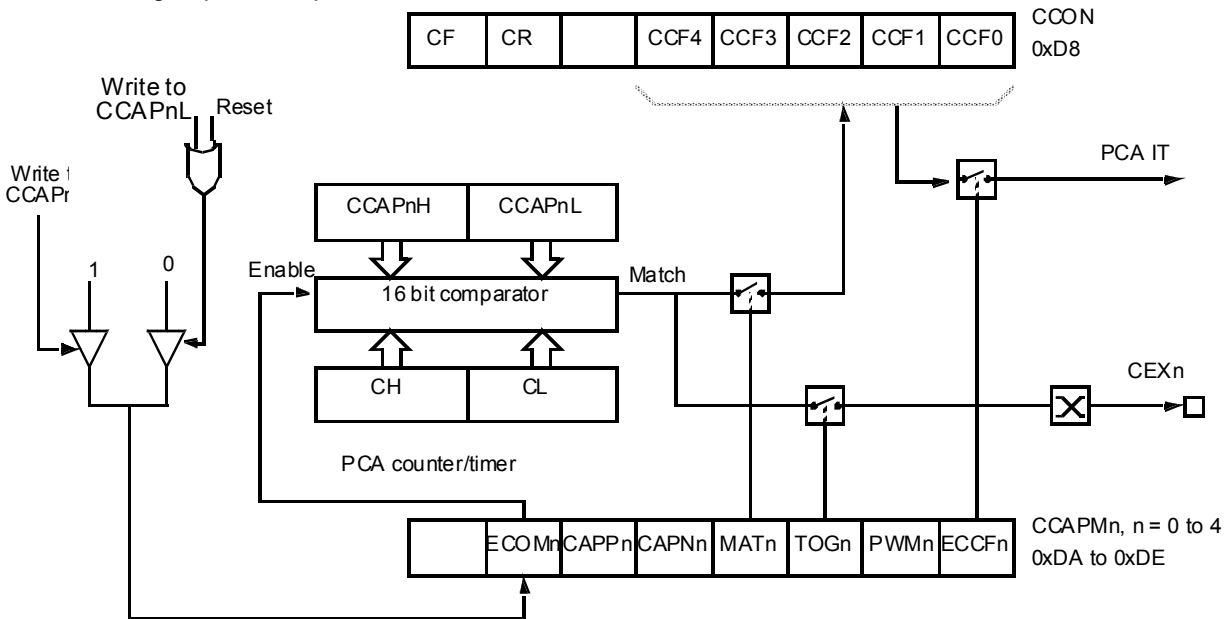 CCON
CF CR CCF4 CCF3 CCF2 CCF1 CCF0
0xD8
Write to
CCAPnL Reset
PCA IT
Write
CCAPnH CCAPnL
1 0
Enable
Match
16 bit comparator
CH CL
CEXn
PCA counter/timer
ECOMn CAPPn CAPNn MATn TOGn PWMn ECCFn
CCAPMn, n = 0 to 4
0xDA to 0xDE